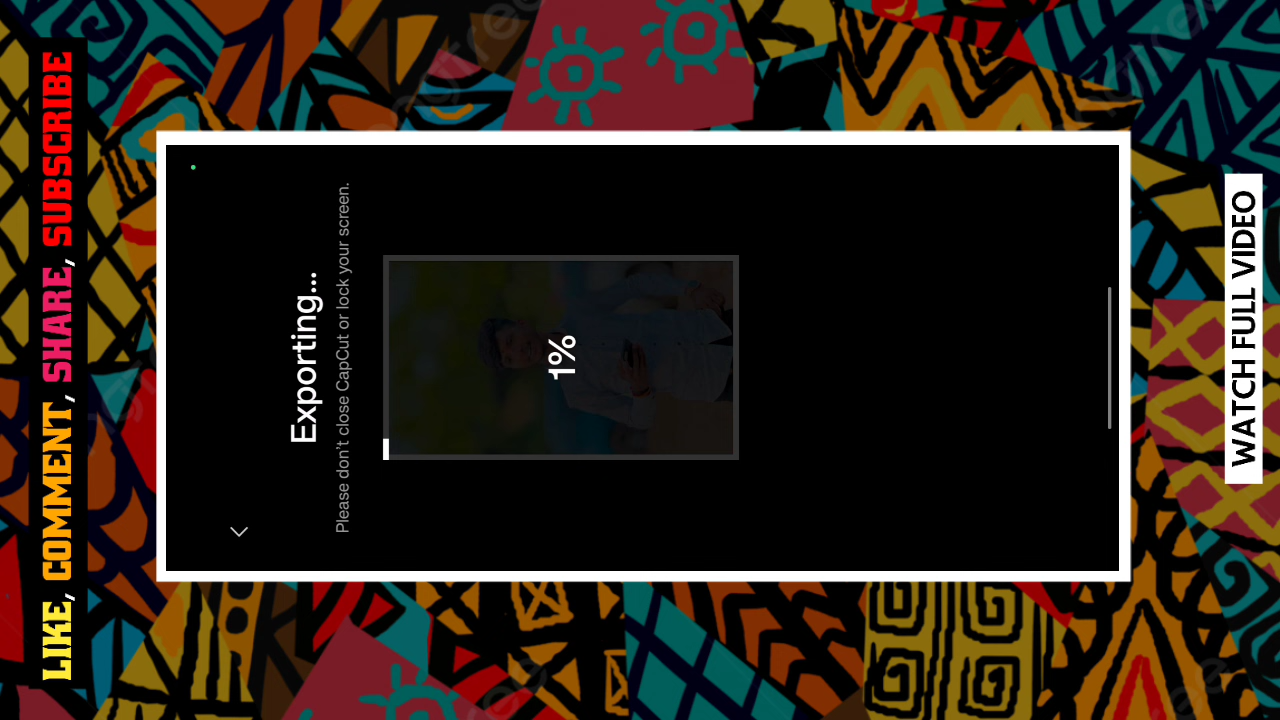 LIKE, COMMENT, SHARE, SUBSCRIBE
Exporting...
Please don't close CapCut or lock your screen.
1%
WATCH FULL VIDEO